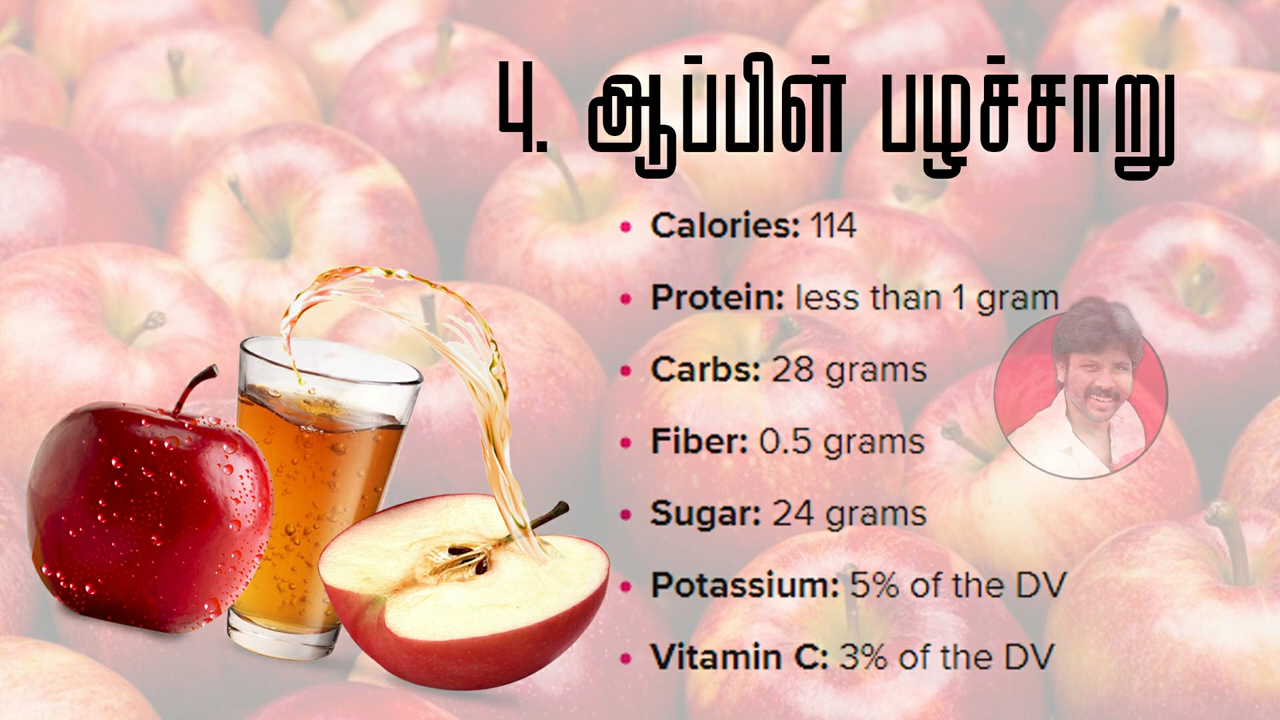 4. ஆப்பிள் பழச்சாறு
• Calories: 114
• Protein: less than 1 gram
• Carbs: 28 grams
• Fiber: 0.5 grams
• Sugar: 24 grams
• Potassium: 5% of the DV
• Vitamin C: 3% of the DV